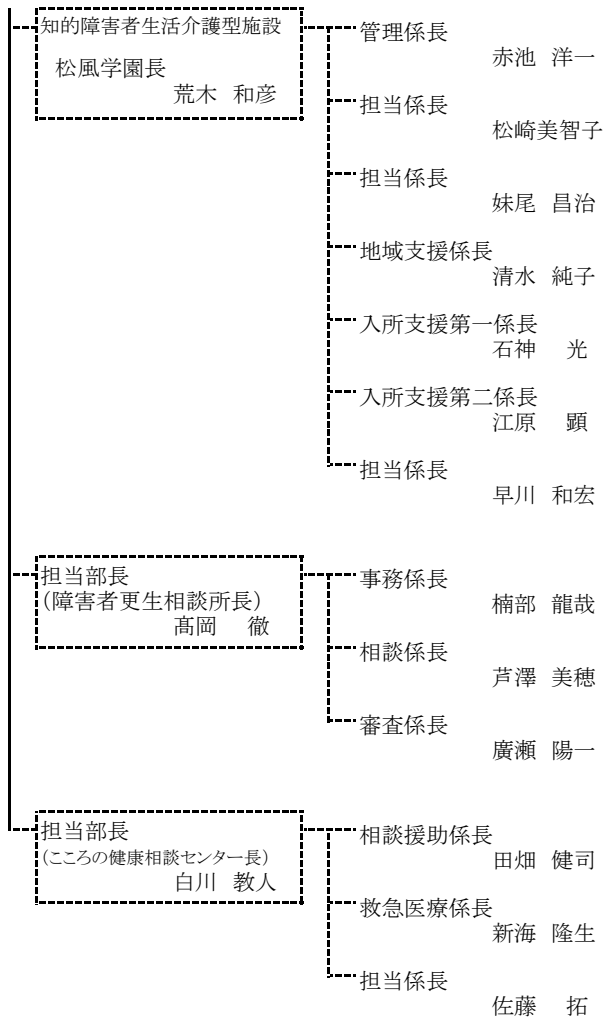 知的障害者生活介護型施設
松風学園長
荒木 和彦
管理係長
赤池 洋一
担当係長
松崎美智子
担当係長
妹尾 昌治
地域支援係長
清水 純子
入所支援第一係長
石神 光
入所支援第二係長
江原 顕
担当係長
早川 和宏
担当部長
(障害者更生相談所長)
髙岡 徹
事務係長
楠部 龍哉
相談係長
芦澤 美穂
審査係長
廣瀬 陽一
担当部長
(こころの健康相談センター長)
白川 教人
相談援助係長
田畑 健司
救急医療係長
新海 隆生
担当係長
佐藤 拓